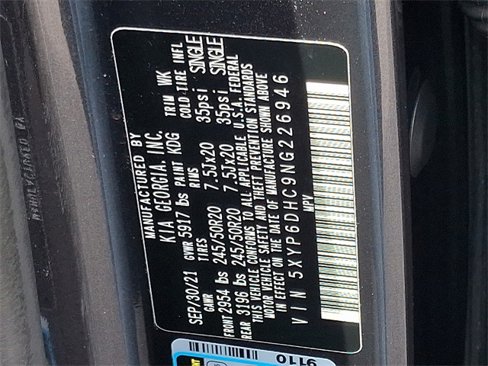 MANUFACTURED BY
KIA GEORGIA, INC.
SEP/30/21 PAINT KDG TRIM WK
GVWR 5917 lbs
GAWR TIRES RIMS COLD TIRE INFL
FRONT 2954 lbs 245/50R20 7.5Jx20 35psi SINGLE
REAR 3196 lbs 245/50R20 7.5Jx20 35psi SINGLE
THIS VEHICLE CONFORMS TO ALL APPLICABLE U.S.A. FEDERAL
MOTOR VEHICLE SAFETY AND THEFT PREVENTION STANDARDS
IN EFFECT ON THE DATE OF MANUFACTURE SHOWN ABOVE
VIN 5XYP6DHC9NG226946
MPV
9110